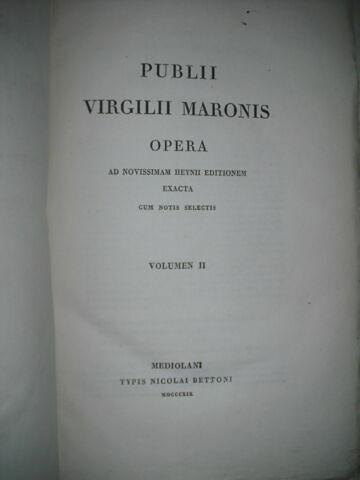 PUBLII
VIRGILII MARONIS
OPERA
AD NOVISSIMAM HEYNII EDITIONEM
EXACTA
CUM NOTIS SELECTIS
VOLUMEN II
MEDIOLANI
TYPIS NICOLAI BETTONI
MDCCCXIX